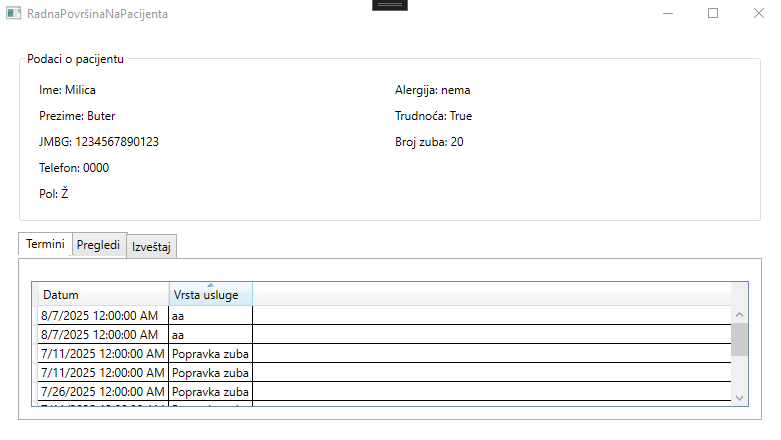 RadnaPovršinaNaPacijenta
Podaci o pacijentu
Ime: Milica
Alergija: nema
Prezime: Buter
Trudnoća: True
JMBG: 1234567890123
Broj zuba: 20
Telefon: 0000
Pol: Ž
Termini Pregledi Izveštaj
Datum Vrsta usluge
8/7/2025 12:00:00 AM aa
8/7/2025 12:00:00 AM aa
7/11/2025 12:00:00 AM Popravka zuba
7/11/2025 12:00:00 AM Popravka zuba
7/26/2025 12:00:00 AM Popravka zuba